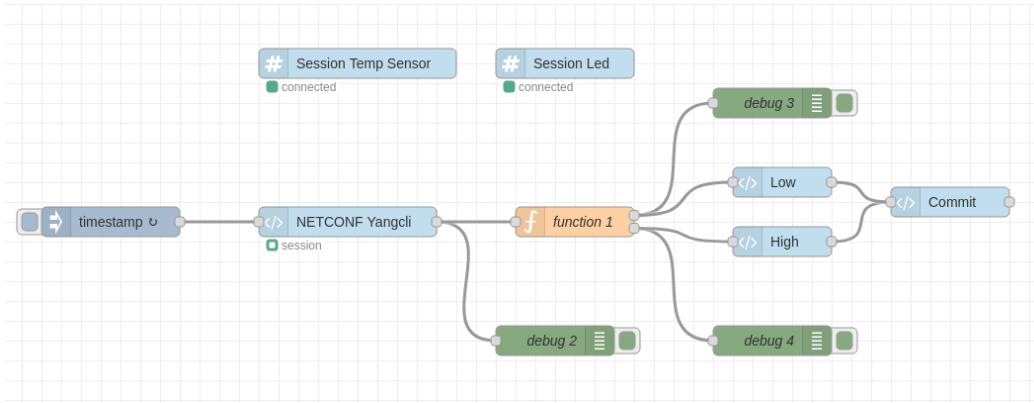 Session Temp Sensor
connected
Session Led
connected
debug 3
Low
timestamp ↻
NETCONF Yangcli
session
function 1
Commit
High
debug 2
debug 4